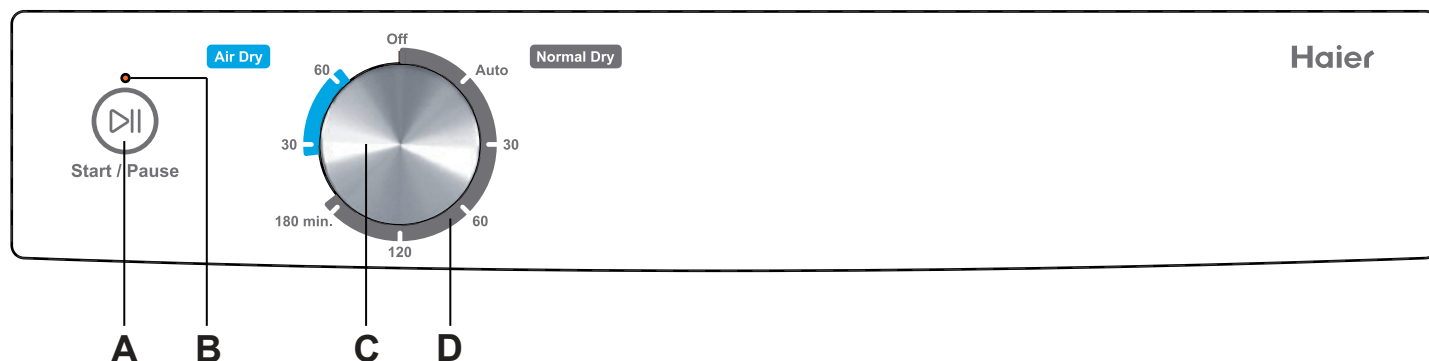 Off
Air Dry
Normal Dry
Haier
60
Auto
30
30
Start / Pause
180 min.
60
120
A
B
C
D